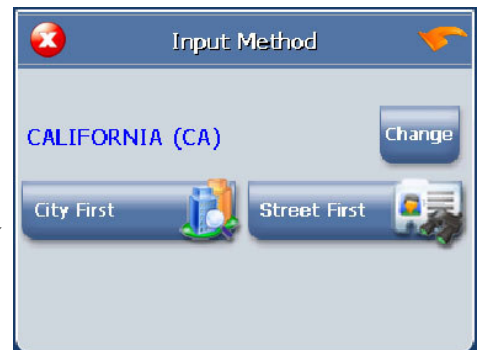 Input Method
CALIFORNIA (CA)
Change
City First
Street First